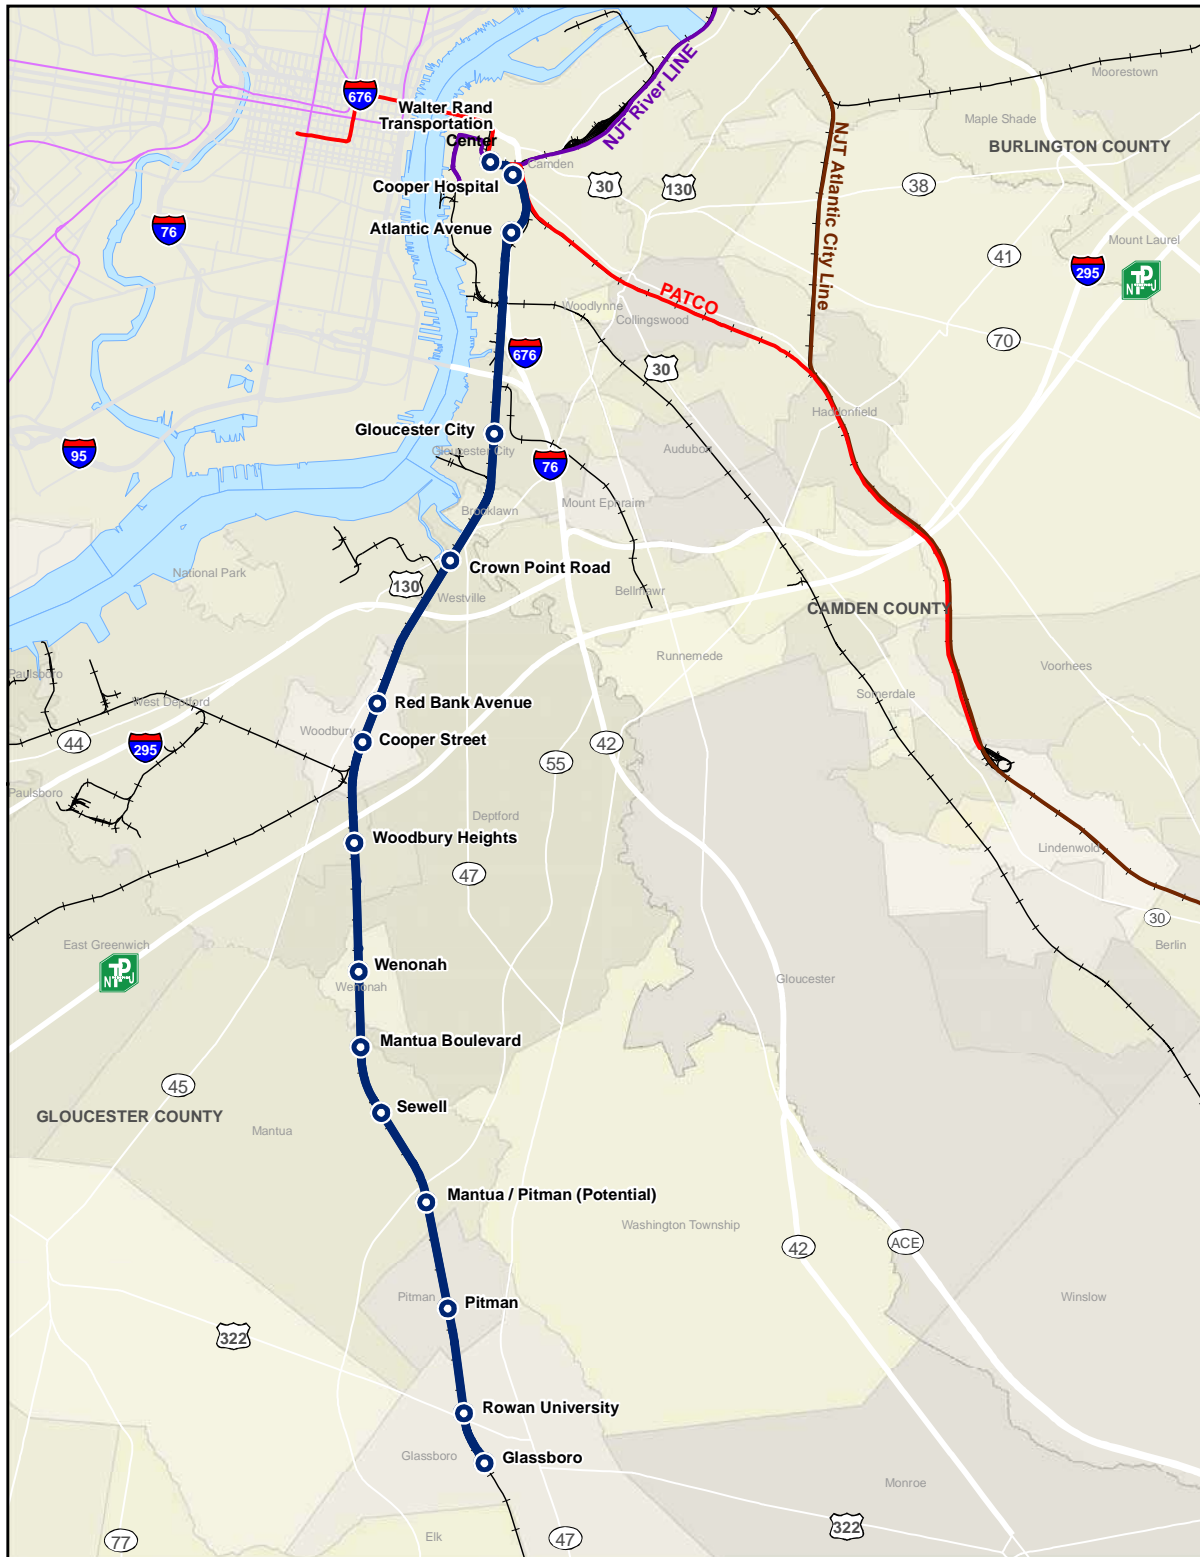 676
Walter Rand
Transportation
Center
Camden
NJT River LINE
Moorestown
Maple Shade
BURLINGTON COUNTY
Cooper Hospital
30
130
38
NJT Atlantic City Line
76
Atlantic Avenue
41
Mount Laurel
295
NTPJ
PATCO
Woodlynne
Collingswood
70
676
30
Haddonfield
Gloucester City
Gloucester City
95
76
Audubon
Mount Ephraim
Brooklawn
National Park
Crown Point Road
130
Westville
Bellmawr
CAMDEN COUNTY
Runnemede
Voorhees
Paulsboro
West Deptford
Somerdale
Red Bank Avenue
Woodbury
Cooper Street
44
295
42
55
Paulsboro
Deptford
Woodbury Heights
Lindenwold
47
30
East Greenwich
Berlin
NTPJ
Wenonah
Wenonah
Gloucester
Mantua Boulevard
45
GLOUCESTER COUNTY
Sewell
Mantua
Mantua / Pitman (Potential)
Washington Township
42
ACE
Pitman
Pitman
Winslow
322
Rowan University
Glassboro
Glassboro
Monroe
322
77
Elk
47